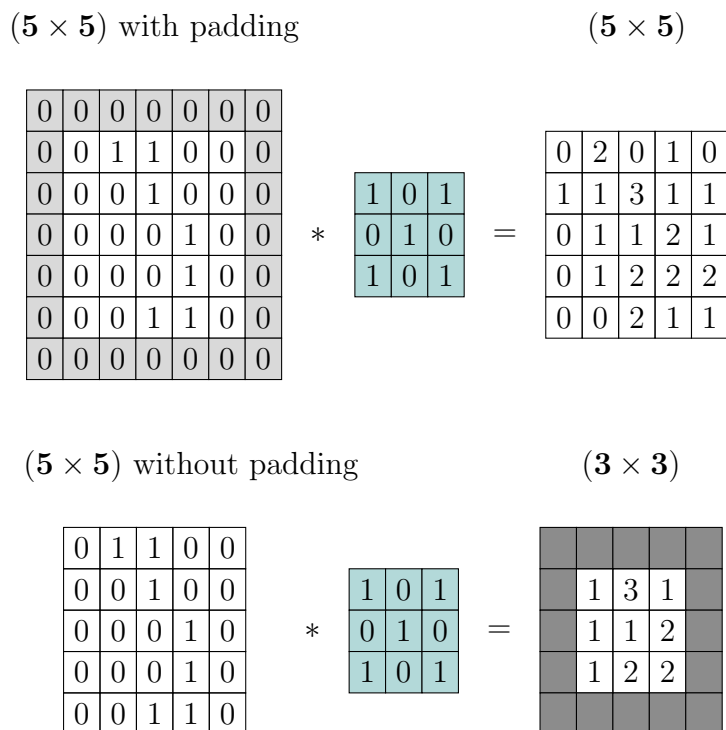 (5 × 5) with padding (5 × 5)
0 0 0 0 0 0 0
0 0 1 1 0 0 0 0 2 0 1 0
0 0 0 1 0 0 0 1 0 1 1 1 3 1 1
0 0 0 0 1 0 0 * 0 1 0 = 0 1 1 2 1
0 0 0 0 1 0 0 1 0 1 0 1 2 2 2
0 0 0 1 1 0 0 0 0 2 1 1
0 0 0 0 0 0 0
(5 × 5) without padding (3 × 3)
0 1 1 0 0
0 0 1 0 0 1 0 1 1 3 1
0 0 0 1 0 * 0 1 0 = 1 1 2
0 0 0 1 0 1 0 1 1 2 2
0 0 1 1 0